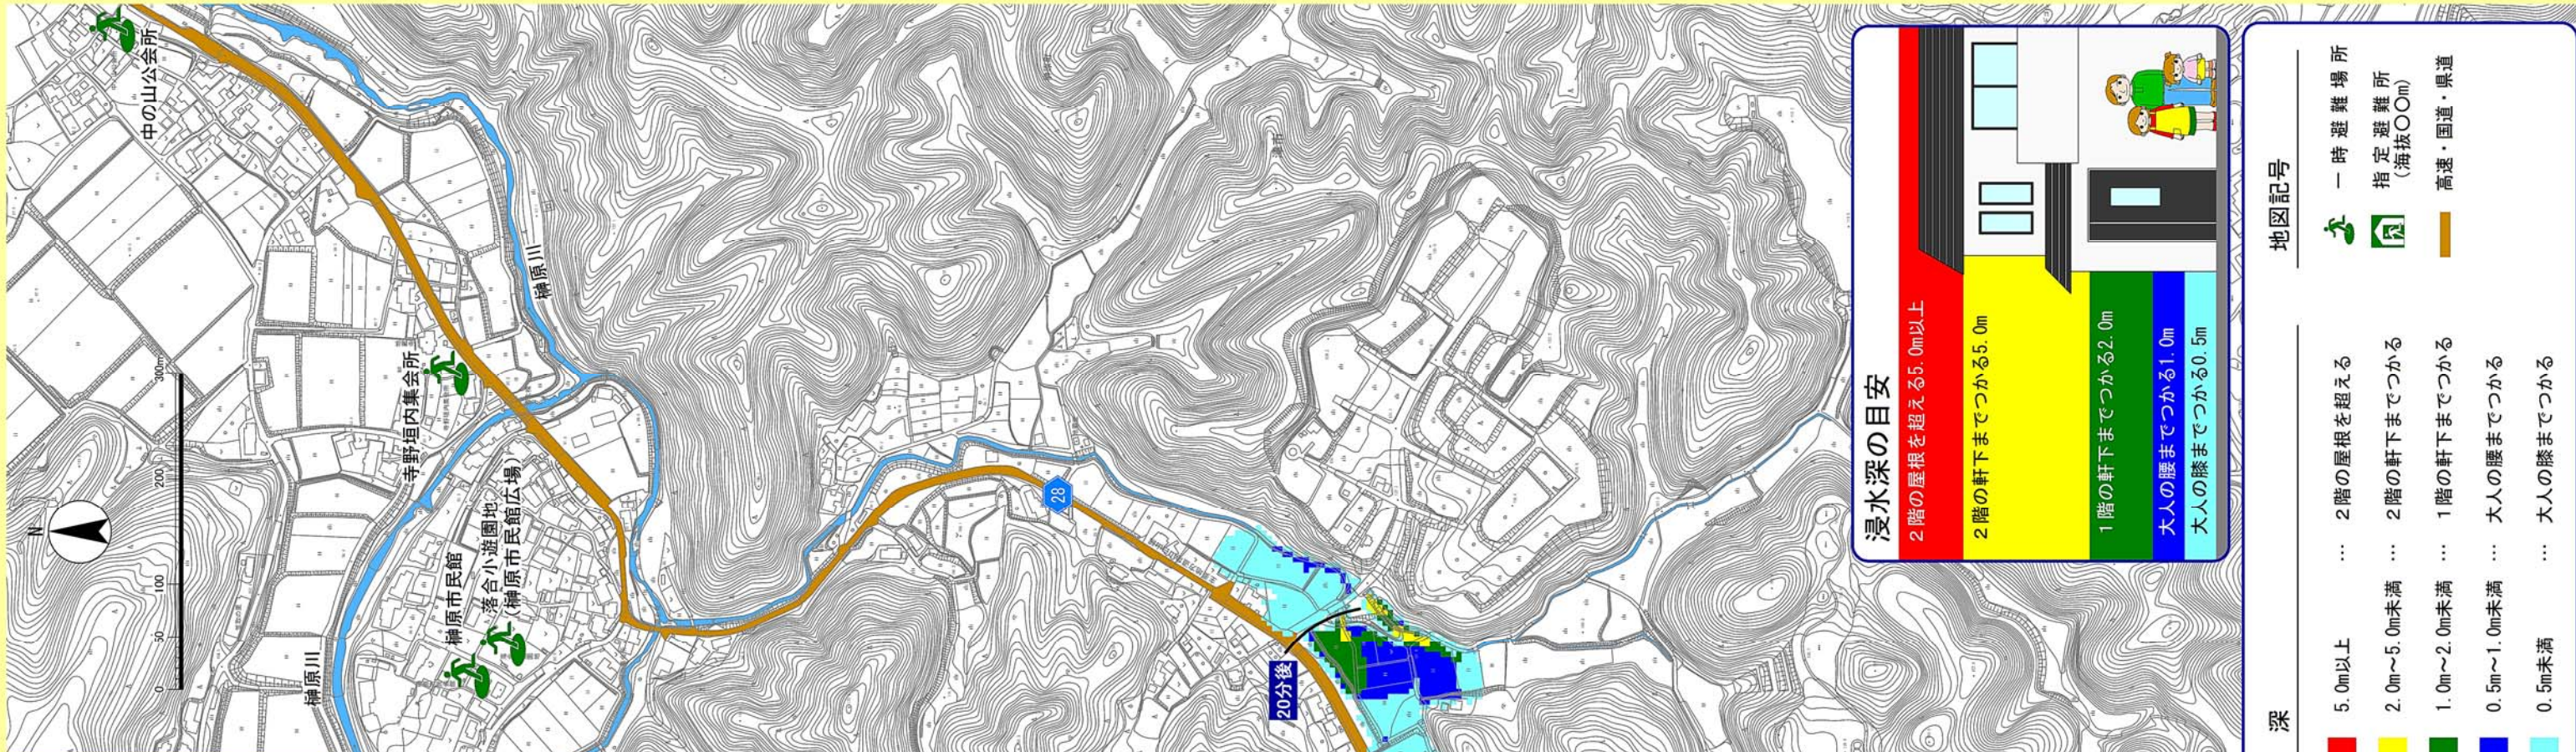 中の山公会所
榊原川
寺野垣内集会所
榊原市民館
落合小遊園地
(榊原市民館広場)
榊原川
N
0
50
100
200
300m
28
20分後
浸水深の目安
2階の屋根を超える5.0m以上
2階の軒下までつかる5.0m
1階の軒下までつかる2.0m
大人の腰までつかる1.0m
大人の膝までつかる0.5m
深
5.0m以上 … 2階の屋根を超える
2.0m～5.0m未満 … 2階の軒下までつかる
1.0m～2.0m未満 … 1階の軒下までつかる
0.5m～1.0m未満 … 大人の腰までつかる
0.5m未満 … 大人の膝までつかる
地図記号
一時避難場所
指定避難所
(海抜〇〇m)
高速・国道・県道